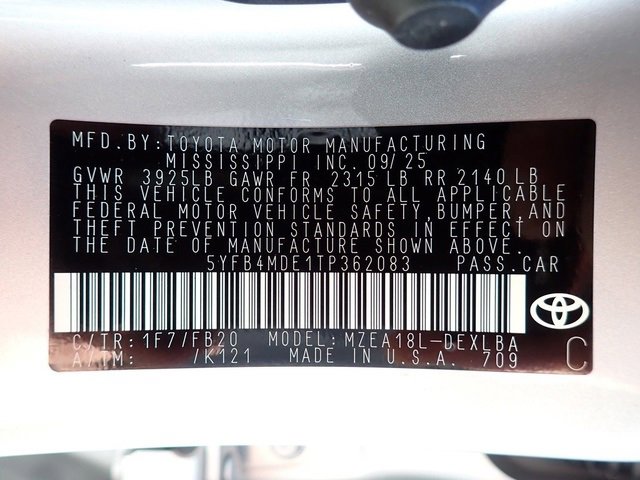 MFD. BY: TOYOTA MOTOR MANUFACTURING
MISSISSIPPI INC. 09/25
GVWR 3925LB GAWR FR 2315 LB RR 2140 LB
THIS VEHICLE CONFORMS TO ALL APPLICABLE
FEDERAL MOTOR VEHICLE SAFETY, BUMPER, AND
THEFT PREVENTION STANDARDS IN EFFECT ON
THE DATE OF MANUFACTURE SHOWN ABOVE.
5YFB4MDE1TP362083 PASS. CAR
C/TR: 1F7/FB20 MODEL: MZEA18L-DEXLBA
A/TM: /K121 MADE IN U.S.A. 709
C